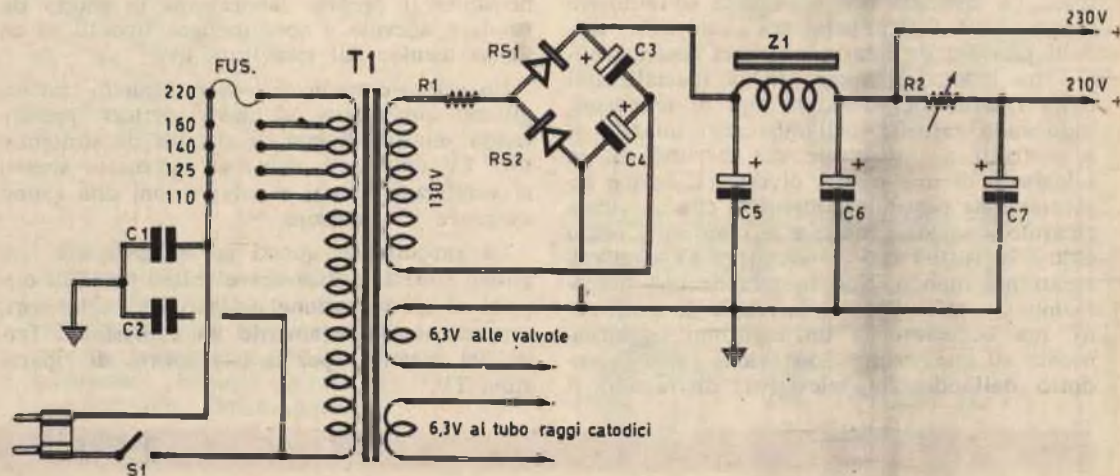 FUS.
T1
220
160
140
125
110
C1
C2
S1
R1
130V
RS1
RS2
C3
+
C4
+
6,3V alle valvole
6,3V al tubo raggi catodici
Z1
C5
+
C6
+
R2
C7
+
230V
+
210V
+